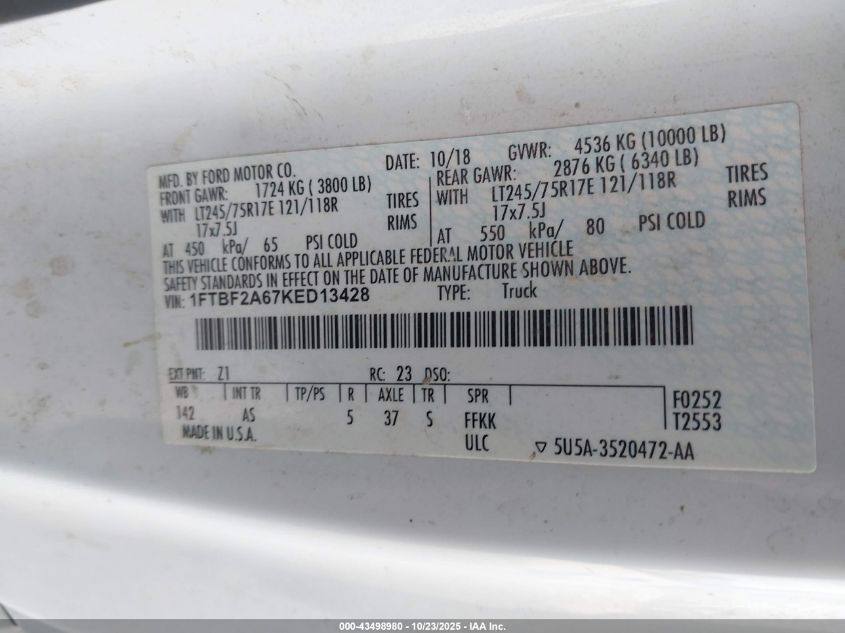 MFD. BY FORD MOTOR CO.
DATE: 10/18 GVWR: 4536 KG (10000 LB)
FRONT GAWR: 1724 KG ( 3800 LB)
WITH LT245/75R17E 121/118R TIRES
17x7.5J RIMS
AT 450 kPa/ 65 PSI COLD
REAR GAWR: 2876 KG ( 6340 LB)
WITH LT245/75R17E 121/118R TIRES
17x7.5J RIMS
AT 550 kPa/ 80 PSI COLD
THIS VEHICLE CONFORMS TO ALL APPLICABLE FEDERAL MOTOR VEHICLE
SAFETY STANDARDS IN EFFECT ON THE DATE OF MANUFACTURE SHOWN ABOVE.
VIN: 1FTBF2A67KED13428 TYPE: Truck
EXT PNT: Z1 RC: 23 DSO:
WB INT TR TP/PS R AXLE TR SPR
142 AS 5 37 S FFKK
F0252
T2553
MADE IN U.S.A. ULC ▽ 5U5A-3520472-AA
000-43498980 - 10/23/2025 - IAA Inc.